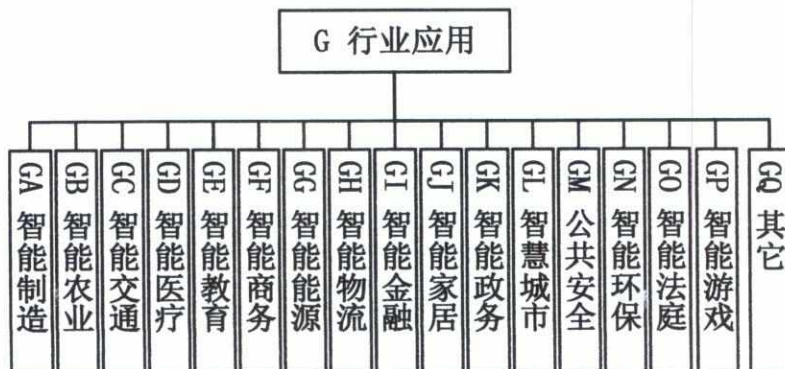 G 行业应用
GA 智能制造
GB 智能农业
GC 智能交通
GD 智能医疗
GE 智能教育
GF 智能商务
GG 智能能源
GH 智能物流
GI 智能金融
GJ 智能家居
GK 智能政务
GL 智慧城市
GM 公共安全
GN 智能环保
GO 智能法庭
GP 智能游戏
GQ 其它